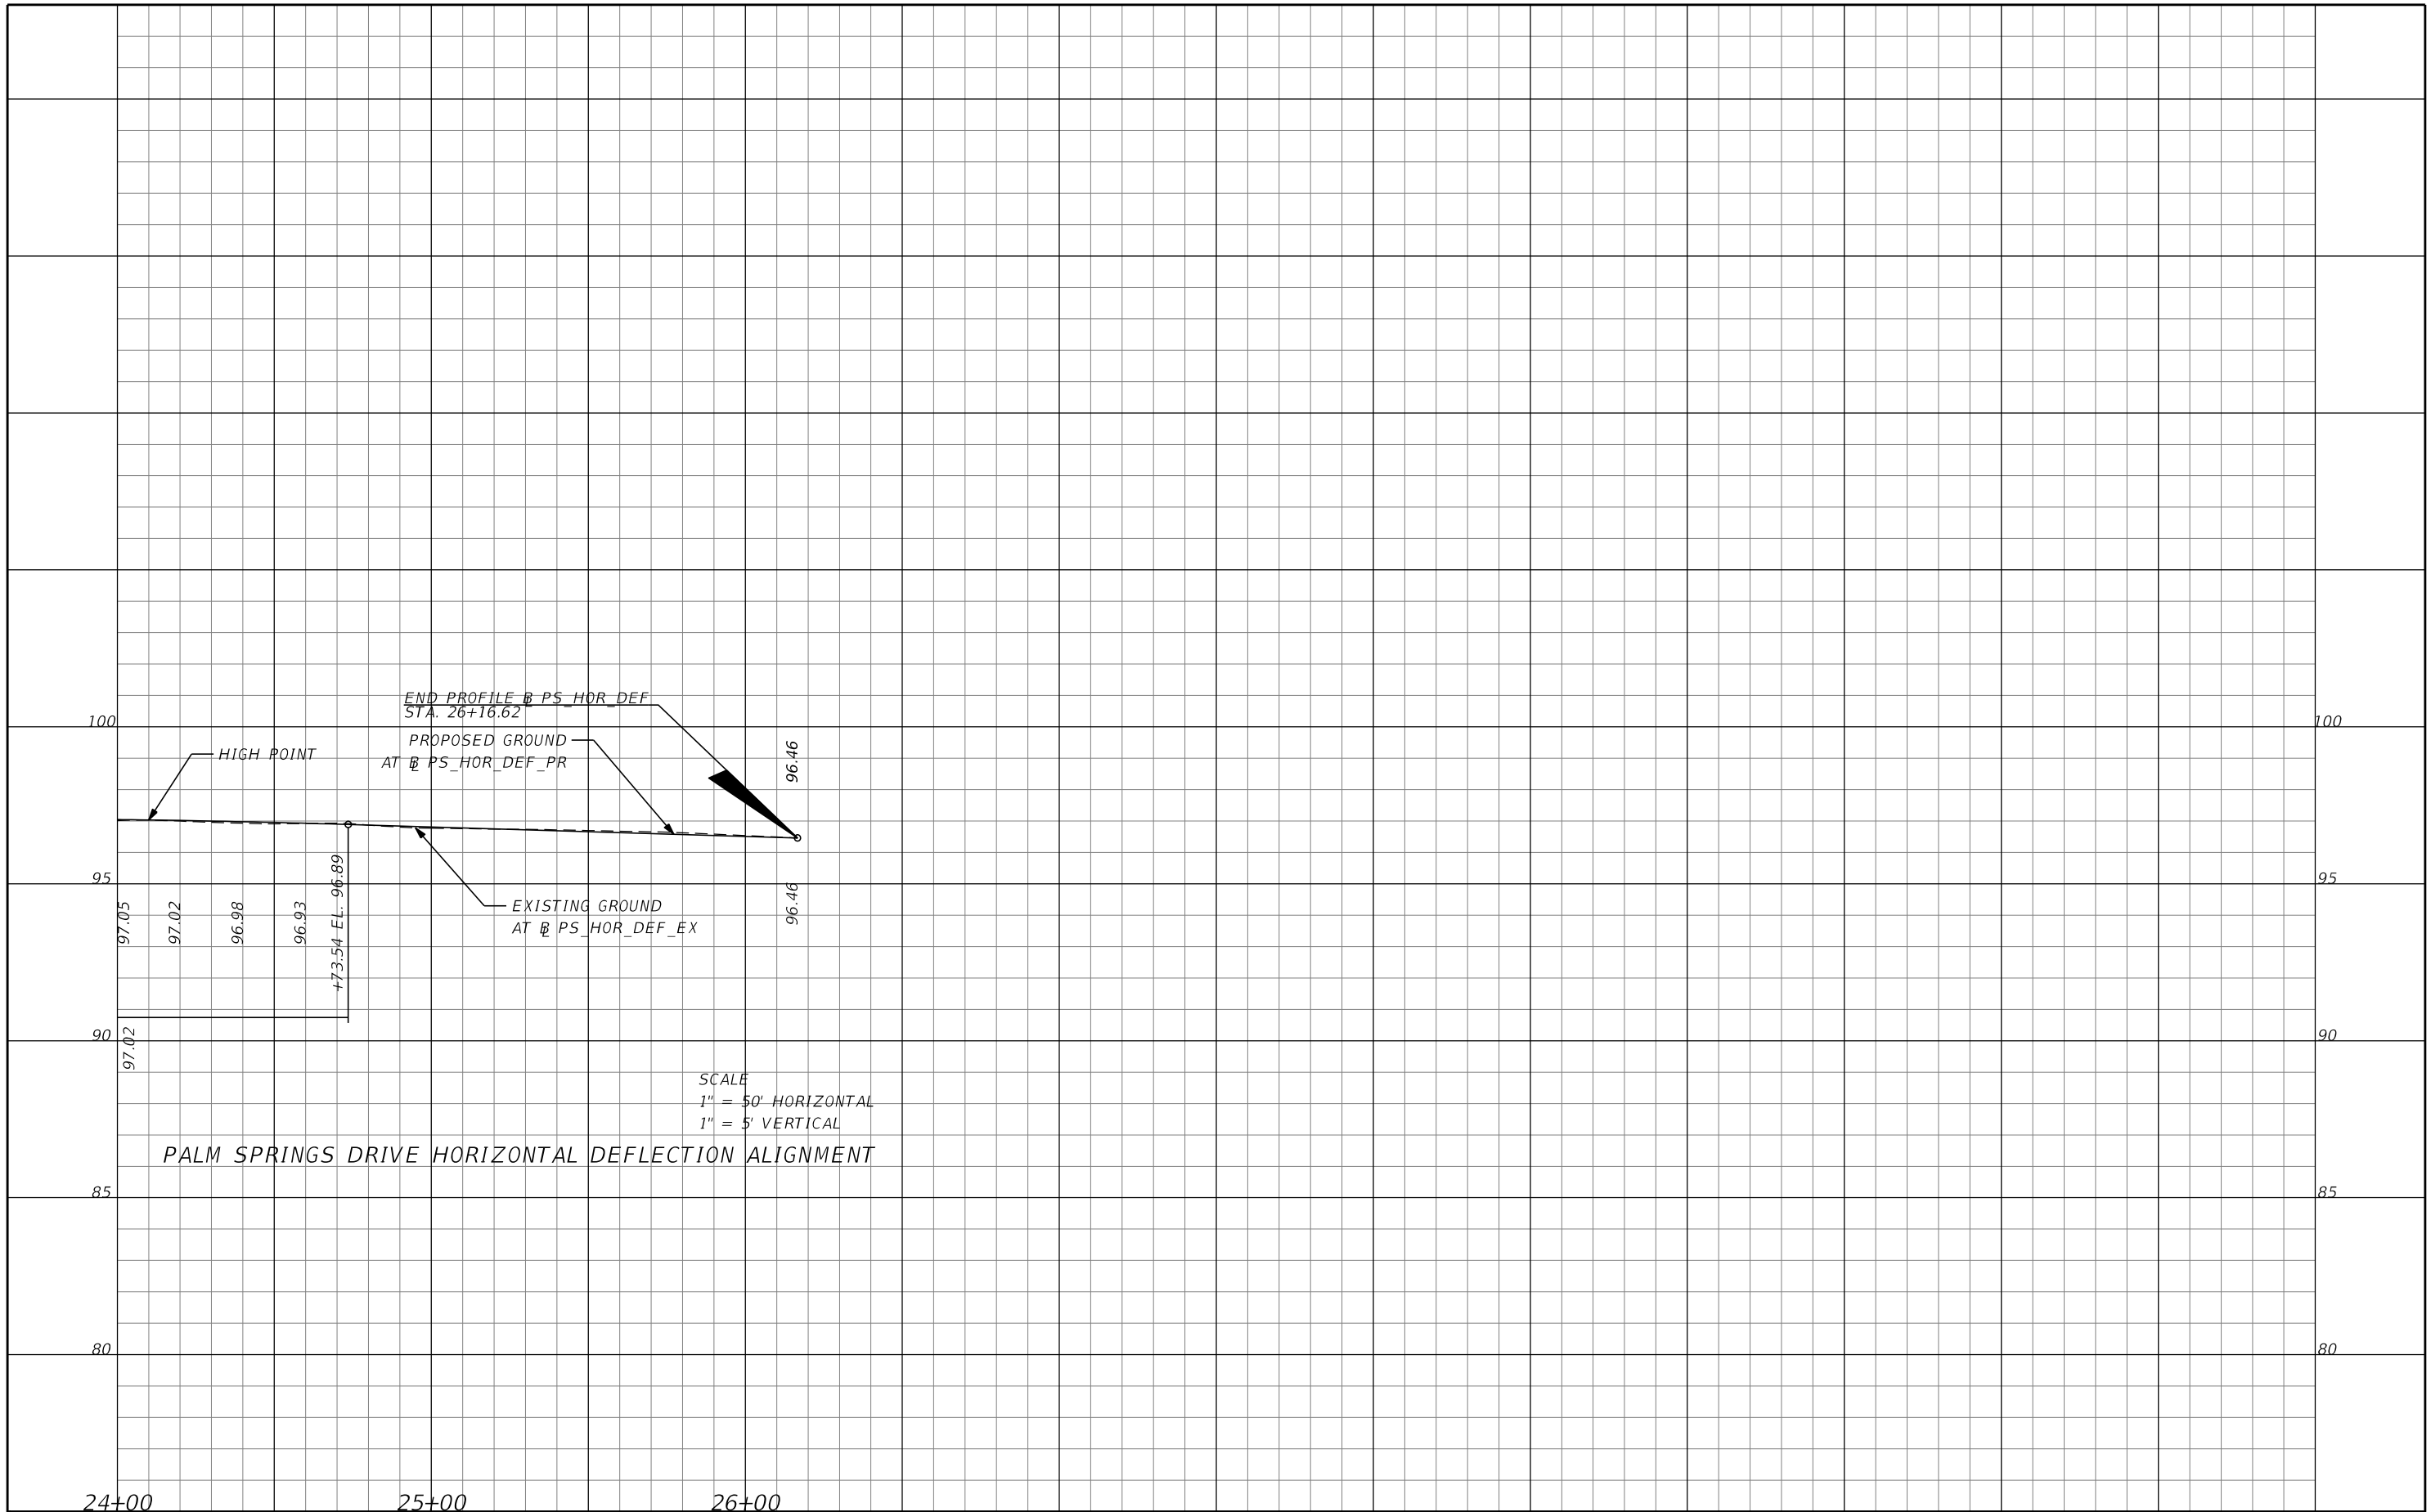 END PROFILE ⅊ PS_HOR_DEF
STA. 26+16.62
PROPOSED GROUND
AT ⅊ PS_HOR_DEF_PR
HIGH POINT
100
100
96.46
95
95
97.05
97.02
96.98
96.93
+73.54 EL. 96.89
EXISTING GROUND
AT ⅊ PS_HOR_DEF_EX
96.46
90
90
97.02
SCALE
1" = 50' HORIZONTAL
1" = 5' VERTICAL
PALM SPRINGS DRIVE HORIZONTAL DEFLECTION ALIGNMENT
85
85
80
80
24+00
25+00
26+00